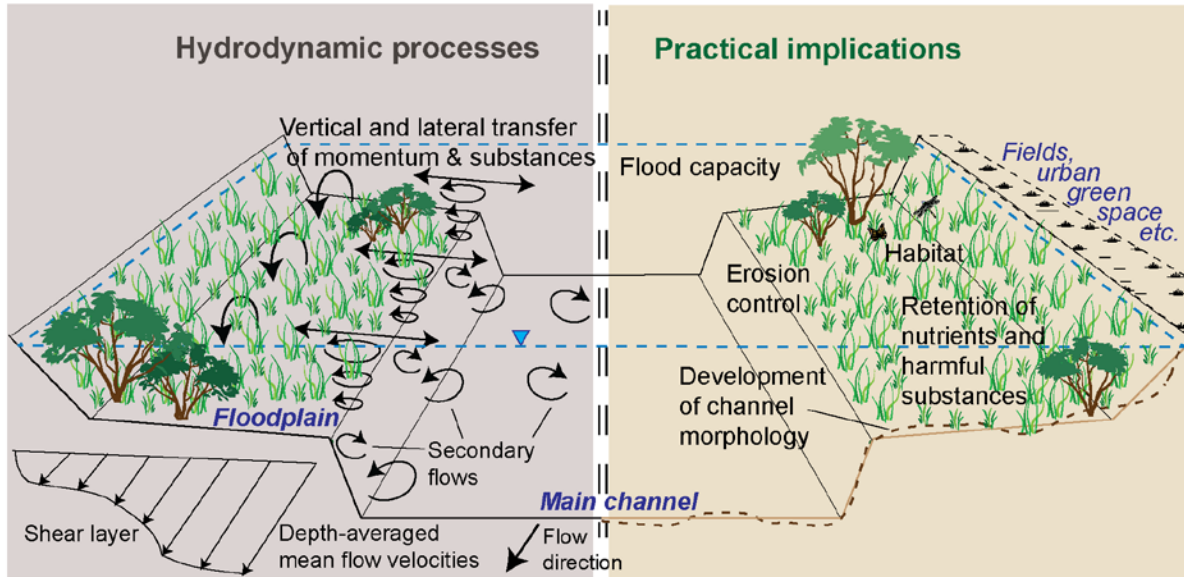 Hydrodynamic processes
Vertical and lateral transfer
of momentum & substances
Floodplain
Secondary
flows
Shear layer
Depth-averaged
mean flow velocities
Flow
direction
Main channel
Practical implications
Flood capacity
Fields,
urban
green
space
etc.
Habitat
Erosion
control
Retention of
nutrients and
harmful
substances
Development
of channel
morphology